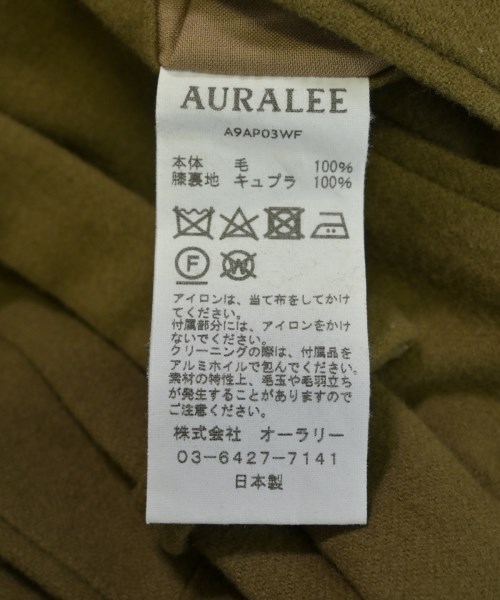 AURALEE
A9AP03WF
本体 毛 100%
膝裏地 キュプラ 100%
F W
アイロンは、当て布をしてかけ
てください。
付属部分には、アイロンをかけ
ないでください。
クリーニングの際は、付属品を
アルミホイルで包んでください。
素材の特性上、毛玉や毛羽立ち
が発生することがありますので
ご注意ください。
株式会社 オーラリー
03-6427-7141
日本製